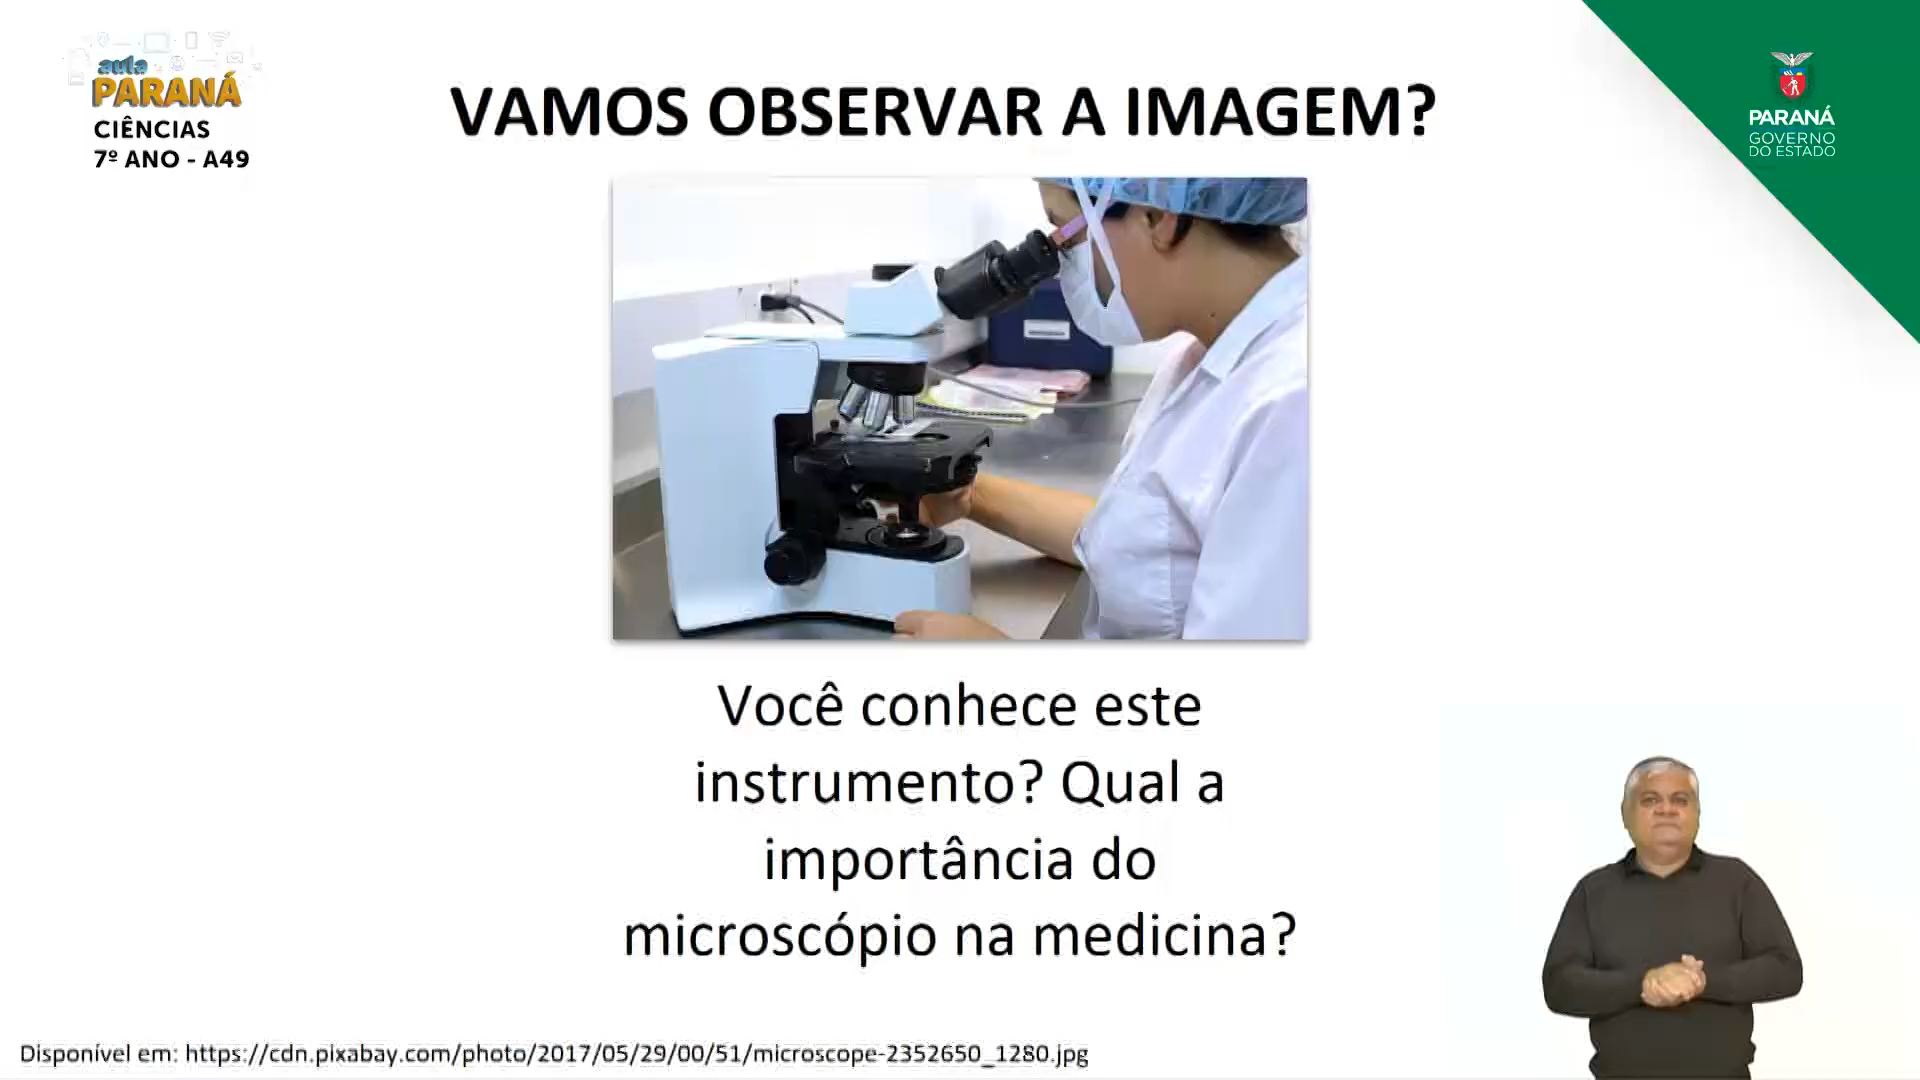 aula
PARANÁ
CIÊNCIAS
7º ANO - A49
VAMOS OBSERVAR A IMAGEM?
PARANÁ
GOVERNO
DO ESTADO
Você conhece este
instrumento? Qual a
importância do
microscópio na medicina?
Disponível em: https://cdn.pixabay.com/photo/2017/05/29/00/51/microscope-2352650_1280.jpg